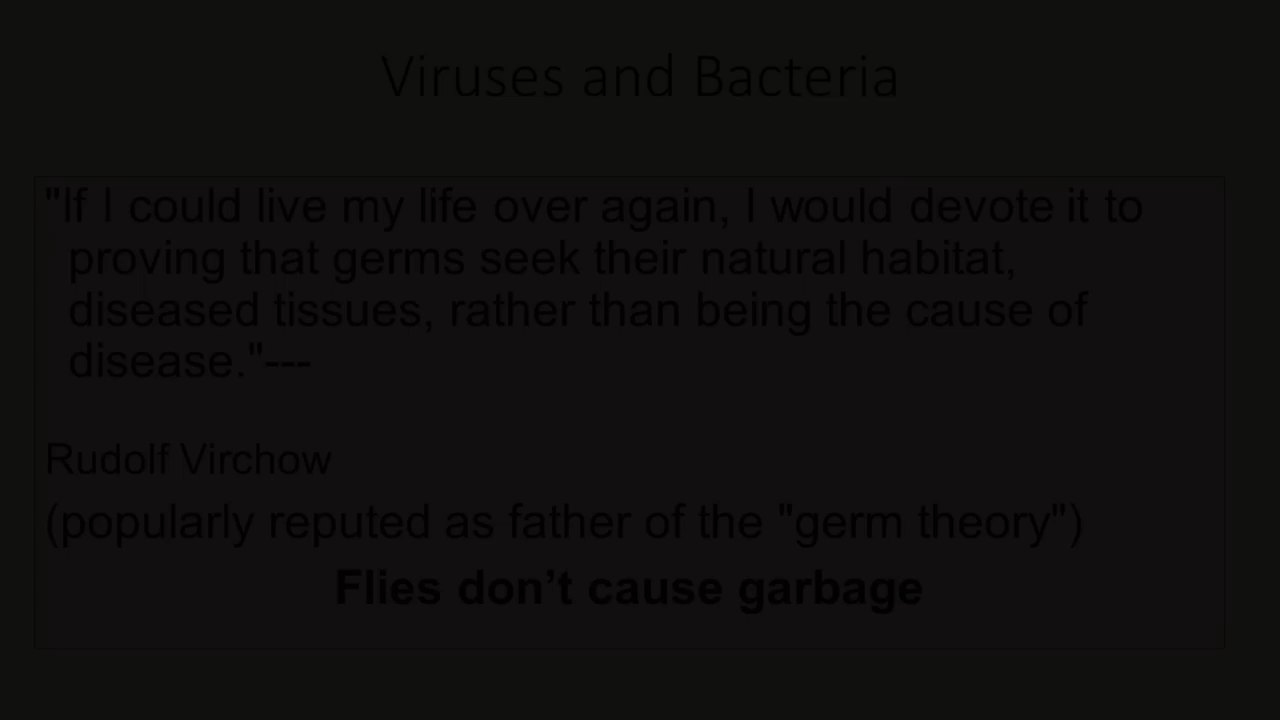 Viruses and Bacteria
"If I could live my life over again, I would devote it to
proving that germs seek their natural habitat,
diseased tissues, rather than being the cause of
disease."---
Rudolf Virchow
(popularly reputed as father of the "germ theory")
Flies don’t cause garbage